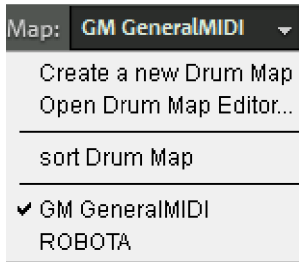 Map: GM GeneralMIDI
Create a new Drum Map
Open Drum Map Editor...
sort Drum Map
GM GeneralMIDI
ROBOTA